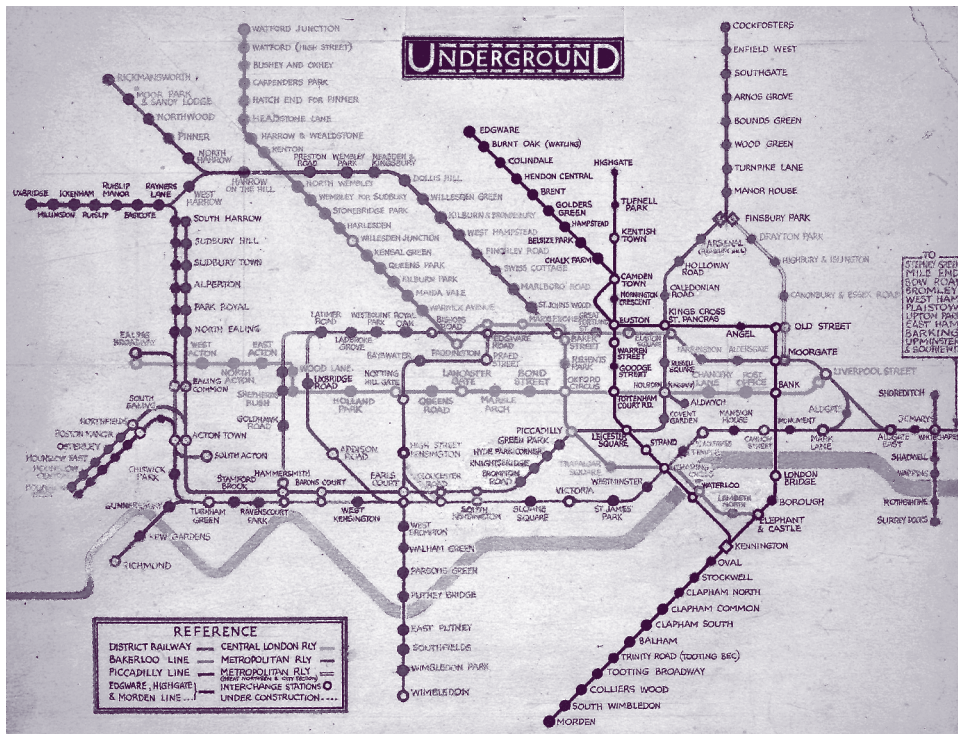 UNDERGROUND
WATFORD JUNCTION
WATFORD (HIGH STREET)
BUSHEY AND OXHEY
CARPENDERS PARK
HATCH END FOR PINNER
HEADSTONE LANE
HARROW & WEALDSTONE
KENTON
NORTH WEMBLEY
WEMBLEY FOR SUDBURY
STONEBRIDGE PARK
HARLESDEN
WILLESDEN JUNCTION
KENSAL GREEN
QUEENS PARK
KILBURN PARK
MAIDA VALE
WARWICK AVENUE
RICKMANSWORTH
MOOR PARK
& SANDY LODGE
NORTHWOOD
PINNER
NORTH
HARROW
HARROW
ON THE HILL
PRESTON
ROAD
WEMBLEY
PARK
NEASDEN &
KINGSBURY
DOLLIS HILL
WILLESDEN GREEN
KILBURN & BRONDESBURY
WEST HAMPSTEAD
FINCHLEY ROAD
SWISS COTTAGE
MARLBORO ROAD
ST JOHNS WOOD
EDGWARE
BURNT OAK (WATLING)
COLINDALE
HENDON CENTRAL
BRENT
GOLDERS
GREEN
HAMPSTEAD
BELSIZE PARK
CHALK FARM
HIGHGATE
TUFNELL
PARK
KENTISH
TOWN
CAMDEN
TOWN
MORNINGTON
CRESCENT
EUSTON
COCKFOSTERS
ENFIELD WEST
SOUTHGATE
ARNOS GROVE
BOUNDS GREEN
WOOD GREEN
TURNPIKE LANE
MANOR HOUSE
FINSBURY PARK
ARSENAL
DRAYTON PARK
HIGHBURY & ISLINGTON
HOLLOWAY
ROAD
CALEDONIAN
ROAD
CANONBURY & ESSEX ROAD
KINGS CROSS
ST. PANCRAS
ANGEL
OLD STREET
MOORGATE
UXBRIDGE
ICKENHAM
RUISLIP
MANOR
RAYNERS
LANE
WEST
HARROW
HILLINGDON
RUISLIP
EASTCOTE
SOUTH HARROW
SUDBURY HILL
SUDBURY TOWN
ALPERTON
PARK ROYAL
NORTH EALING
EALING
BROADWAY
WEST
ACTON
EAST
ACTON
NORTH
ACTON
WOOD LANE
SHEPHERDS
BUSH
EALING
COMMON
LATIMER
ROAD
WESTBOURNE PARK
ROYAL
OAK
LADBROKE
GROVE
BISHOPS
ROAD
PADDINGTON
EDGWARE
ROAD
PRAED
STREET
MARYLEBONE
BAKER
STREET
REGENTS
PARK
GREAT
PORTLAND
EUSTON
SQUARE
WARREN
STREET
GOODGE
STREET
RUSSELL
SQUARE
FARRINGDON
ALDERSGATE
UXBRIDGE
ROAD
GOLDHAWK
ROAD
HOLLAND
PARK
NOTTING
HILL GATE
BAYSWATER
QUEENS
ROAD
LANCASTER
GATE
MARBLE
ARCH
BOND
STREET
OXFORD
CIRCUS
TOTTENHAM
COURT RD.
HOLBORN
CHANCERY
LANE
POST
OFFICE
BANK
LIVERPOOL STREET
ALDWYCH
COVENT
GARDEN
MANSION
HOUSE
CANNON
STREET
MONUMENT
MARK
LANE
ALDGATE
ALDGATE
EAST
SHOREDITCH
ST MARYS
WHITECHAPEL
SHADWELL
WAPPING
ROTHERHITHE
SURREY DOCKS
SOUTH
EALING
NORTHFIELDS
BOSTON MANOR
OSTERLEY
HOUNSLOW EAST
ACTON TOWN
SOUTH ACTON
CHISWICK
PARK
GUNNERSBURY
KEW GARDENS
RICHMOND
STAMFORD
BROOK
HAMMERSMITH
TURNHAM
GREEN
RAVENSCOURT
PARK
BARONS COURT
WEST
KENSINGTON
ADDISON
ROAD
EARLS
COURT
HIGH STREET
KENSINGTON
GLOUCESTER
ROAD
SOUTH
KENSINGTON
BROMPTON
ROAD
KNIGHTSBRIDGE
HYDE PARK CORNER
GREEN PARK
PICCADILLY
SLOANE
SQUARE
VICTORIA
ST JAMES
PARK
WESTMINSTER
TRAFALGAR
SQUARE
LEICESTER
SQUARE
STRAND
CHARING
CROSS
TEMPLE
BLACKFRIARS
WATERLOO
LAMBETH
NORTH
LONDON
BRIDGE
BOROUGH
ELEPHANT
& CASTLE
KENNINGTON
OVAL
STOCKWELL
CLAPHAM NORTH
CLAPHAM COMMON
CLAPHAM SOUTH
BALHAM
TRINITY ROAD (TOOTING BEC)
TOOTING BROADWAY
COLLIERS WOOD
SOUTH WIMBLEDON
MORDEN
WEST
BROMPTON
WALHAM GREEN
PARSONS GREEN
PUTNEY BRIDGE
EAST PUTNEY
SOUTHFIELDS
WIMBLEDON PARK
WIMBLEDON
TO
MILE END
BOW ROAD
BROMLEY
WEST HAM
PLAISTOW
UPTON PARK
EAST HAM
BARKING
UPMINSTER
REFERENCE
DISTRICT RAILWAY
BAKERLOO LINE
PICCADILLY LINE
EDGWARE, HIGHGATE
& MORDEN LINE
CENTRAL LONDON RLY
METROPOLITAN RLY
METROPOLITAN RLY
(GREAT NORTHERN & CITY SECTION)
INTERCHANGE STATIONS
UNDER CONSTRUCTION